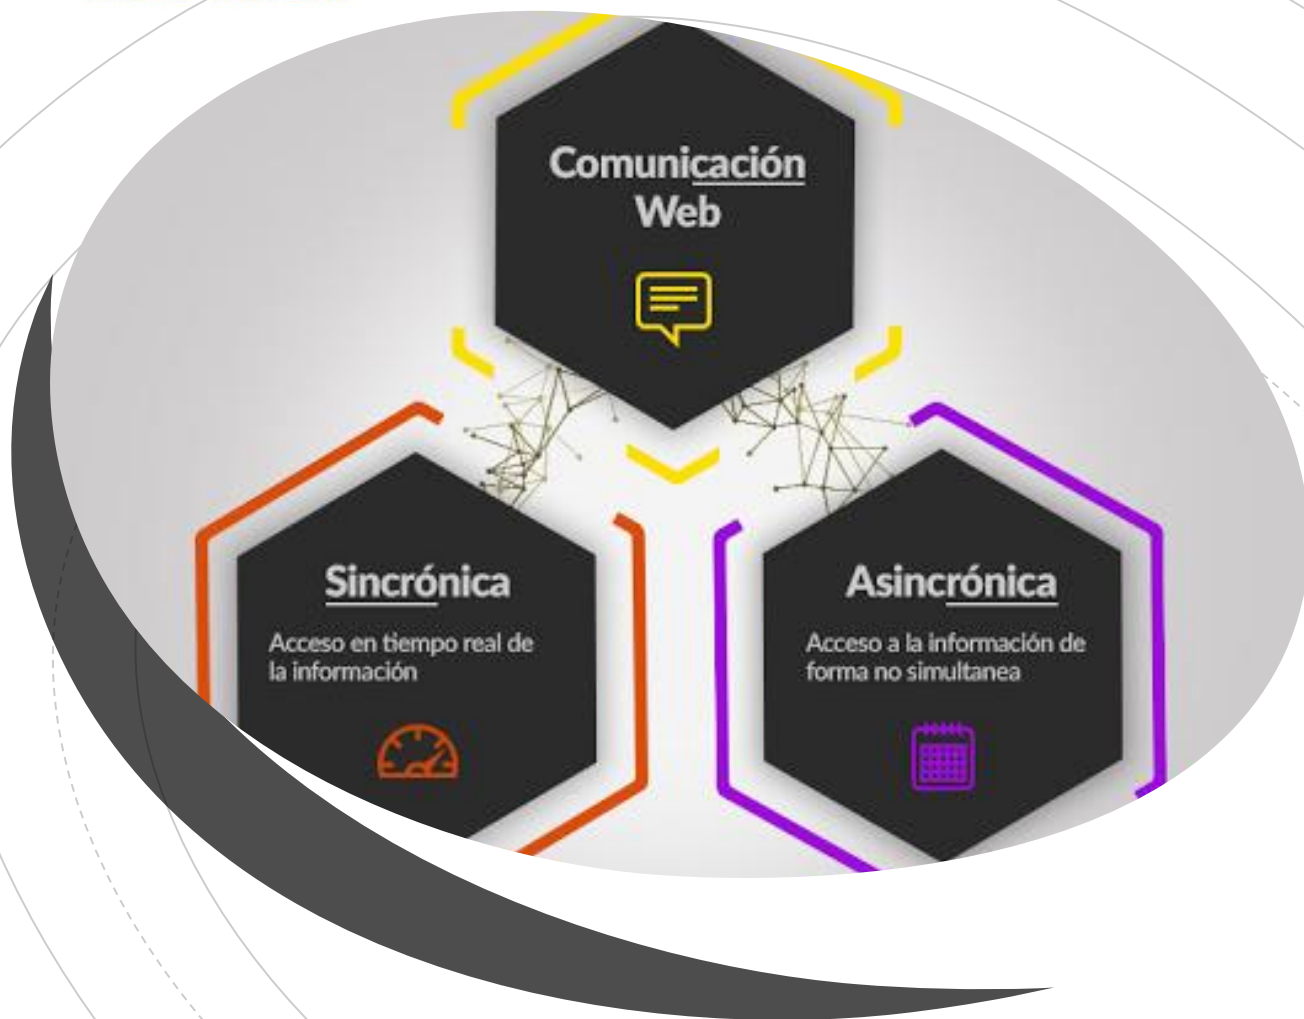 Comunicación
Web
Sincrónica
Acceso en tiempo real de
la información
Asincrónica
Acceso a la información de
forma no simultanea